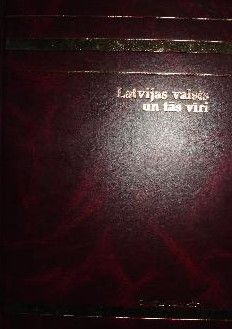 Latvijas valsts
un tās vīri